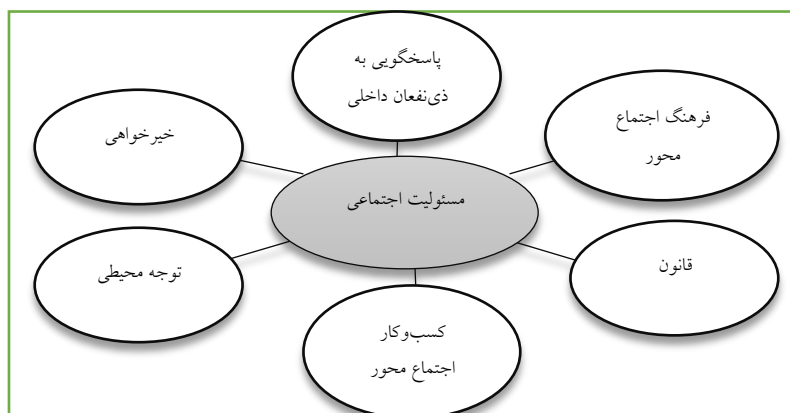 پاسخگویی به
ذی‌نفعان داخلی
فرهنگ اجتماع
محور
خیرخواهی
مسئولیت اجتماعی
قانون
توجه محیطی
کسب‌وکار
اجتماع محور